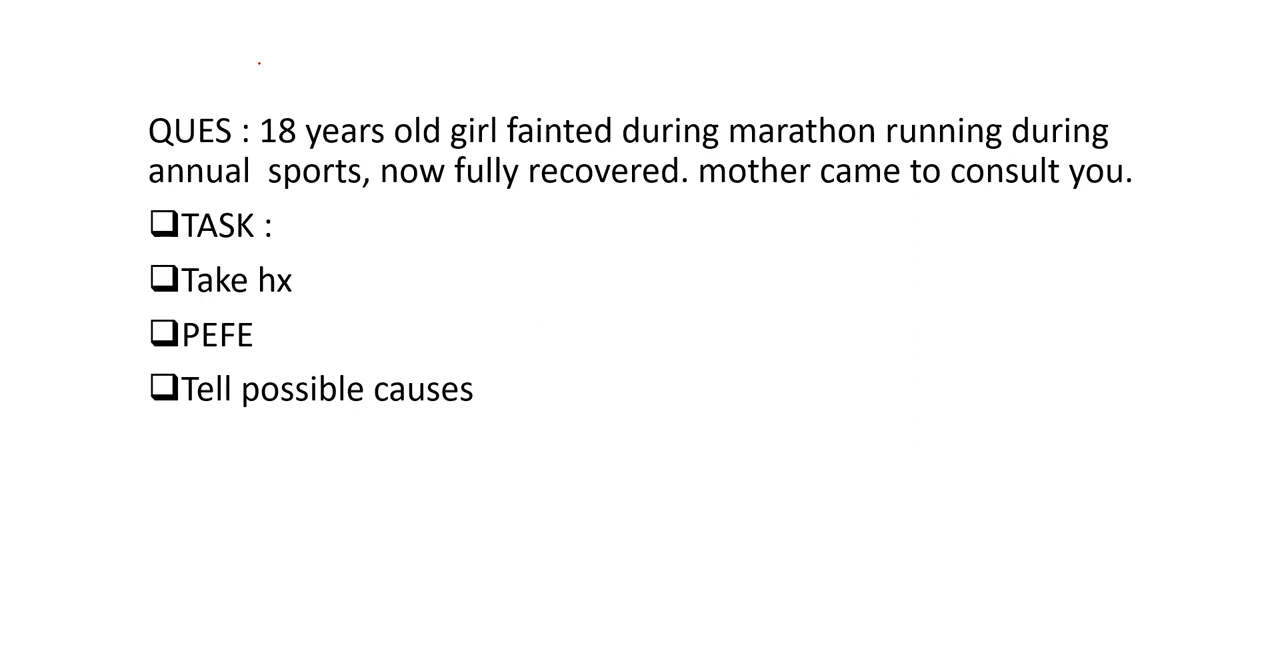 QUES : 18 years old girl fainted during marathon running during
annual  sports, now fully recovered. mother came to consult you.
❑TASK :
❑Take hx
❑PEFE
❑Tell possible causes